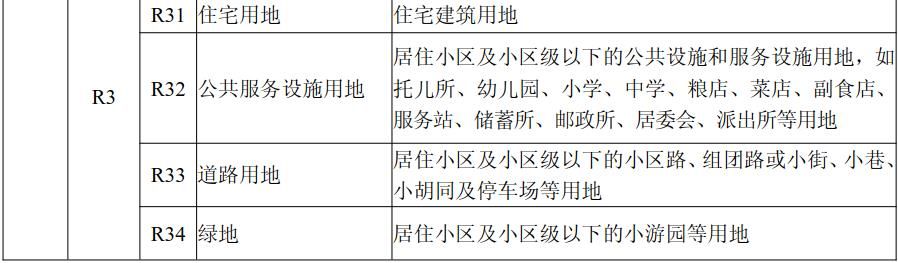 R3
R31 住宅用地 住宅建筑用地
R32 公共服务设施用地 居住小区及小区级以下的公共设施和服务设施用地，如
托儿所、幼儿园、小学、中学、粮店、菜店、副食店、
服务站、储蓄所、邮政所、居委会、派出所等用地
R33 道路用地 居住小区及小区级以下的小区路、组团路或小街、小巷、
小胡同及停车场等用地
R34 绿地 居住小区及小区级以下的小游园等用地